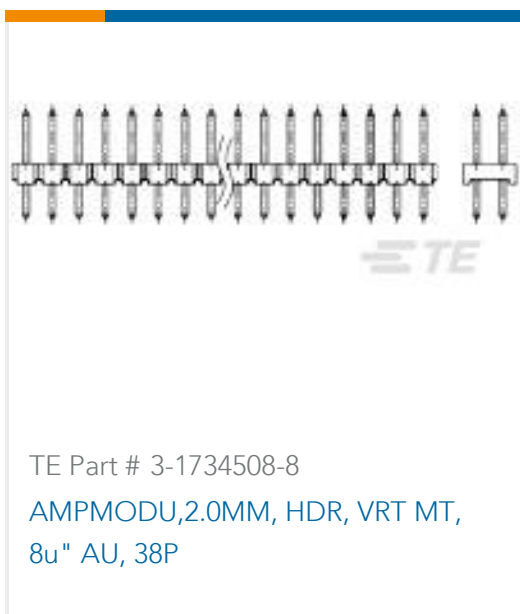 TE
TE Part # 3-1734508-8
AMPMODU,2.0MM, HDR, VRT MT,
8u" AU, 38P